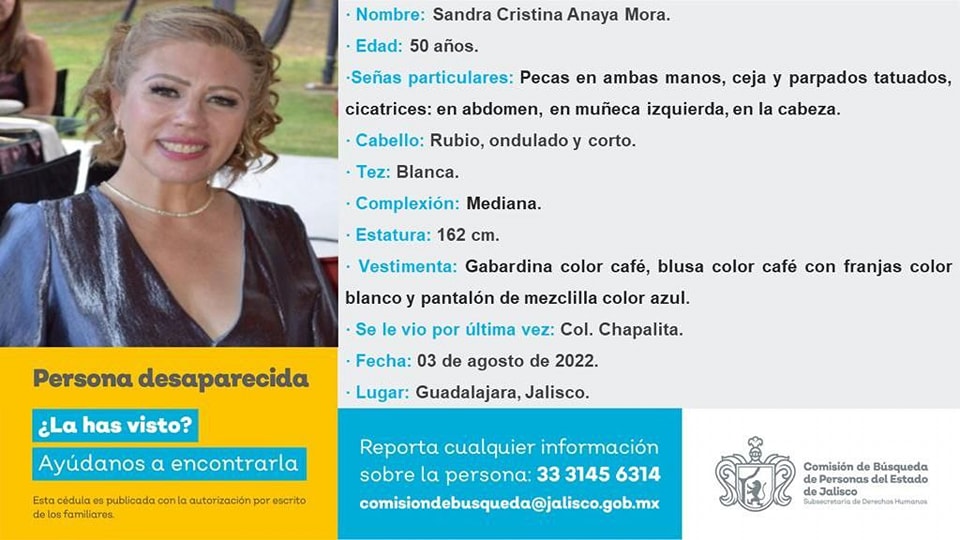 · Nombre: Sandra Cristina Anaya Mora.
· Edad: 50 años.
·Señas particulares: Pecas en ambas manos, ceja y parpados tatuados,
cicatrices: en abdomen, en muñeca izquierda, en la cabeza.
· Cabello: Rubio, ondulado y corto.
· Tez: Blanca.
· Complexión: Mediana.
· Estatura: 162 cm.
· Vestimenta: Gabardina color café, blusa color café con franjas color
blanco y pantalón de mezclilla color azul.
· Se le vio por última vez: Col. Chapalita.
· Fecha: 03 de agosto de 2022.
· Lugar: Guadalajara, Jalisco.
Persona desaparecida
¿La has visto?
Ayúdanos a encontrarla
Esta cédula es publicada con la autorización por escrito
de los familiares.
Reporta cualquier información
sobre la persona: 33 3145 6314
comisiondebusqueda@jalisco.gob.mx
Comisión de Búsqueda
de Personas del Estado
de Jalisco
Subsecretaría de Derechos Humanos